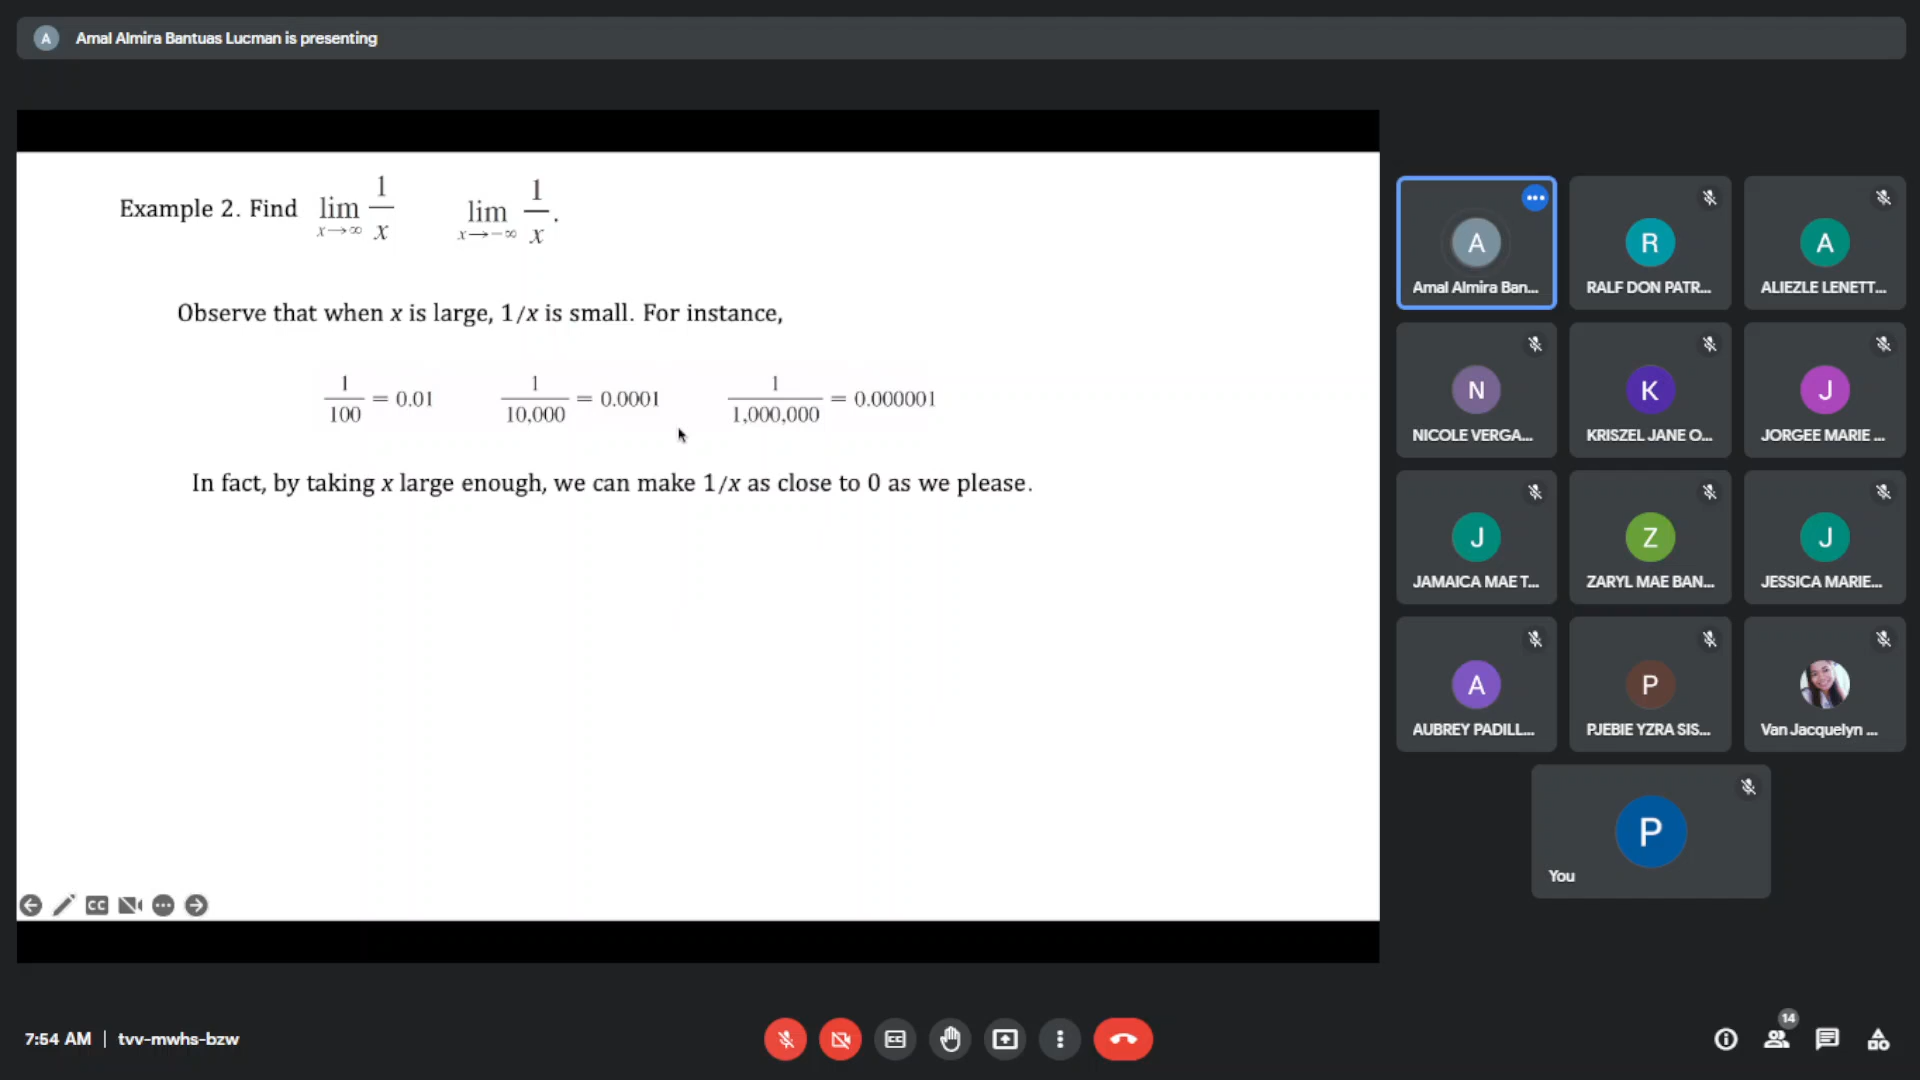 A Amal Almira Bantuas Lucman is presenting
Example 2. Find lim x→∞ 1/x lim x→−∞ 1/x.
Observe that when x is large, 1/x is small. For instance,
1/100 = 0.01 1/10,000 = 0.0001 1/1,000,000 = 0.000001
In fact, by taking x large enough, we can make 1/x as close to 0 as we please.
CC
A R A
Amal Almira Ban... RALF DON PATR... ALIEZLE LENETT...
N K J
NICOLE VERGA... KRISZEL JANE O... JORGEE MARIE ...
J Z J
JAMAICA MAE T... ZARYL MAE BAN... JESSICA MARIE...
A P
AUBREY PADILL... PJEBIE YZRA SIS... Van Jacquelyn ...
P
You
7:54 AM | tvv-mwhs-bzw
CC
14